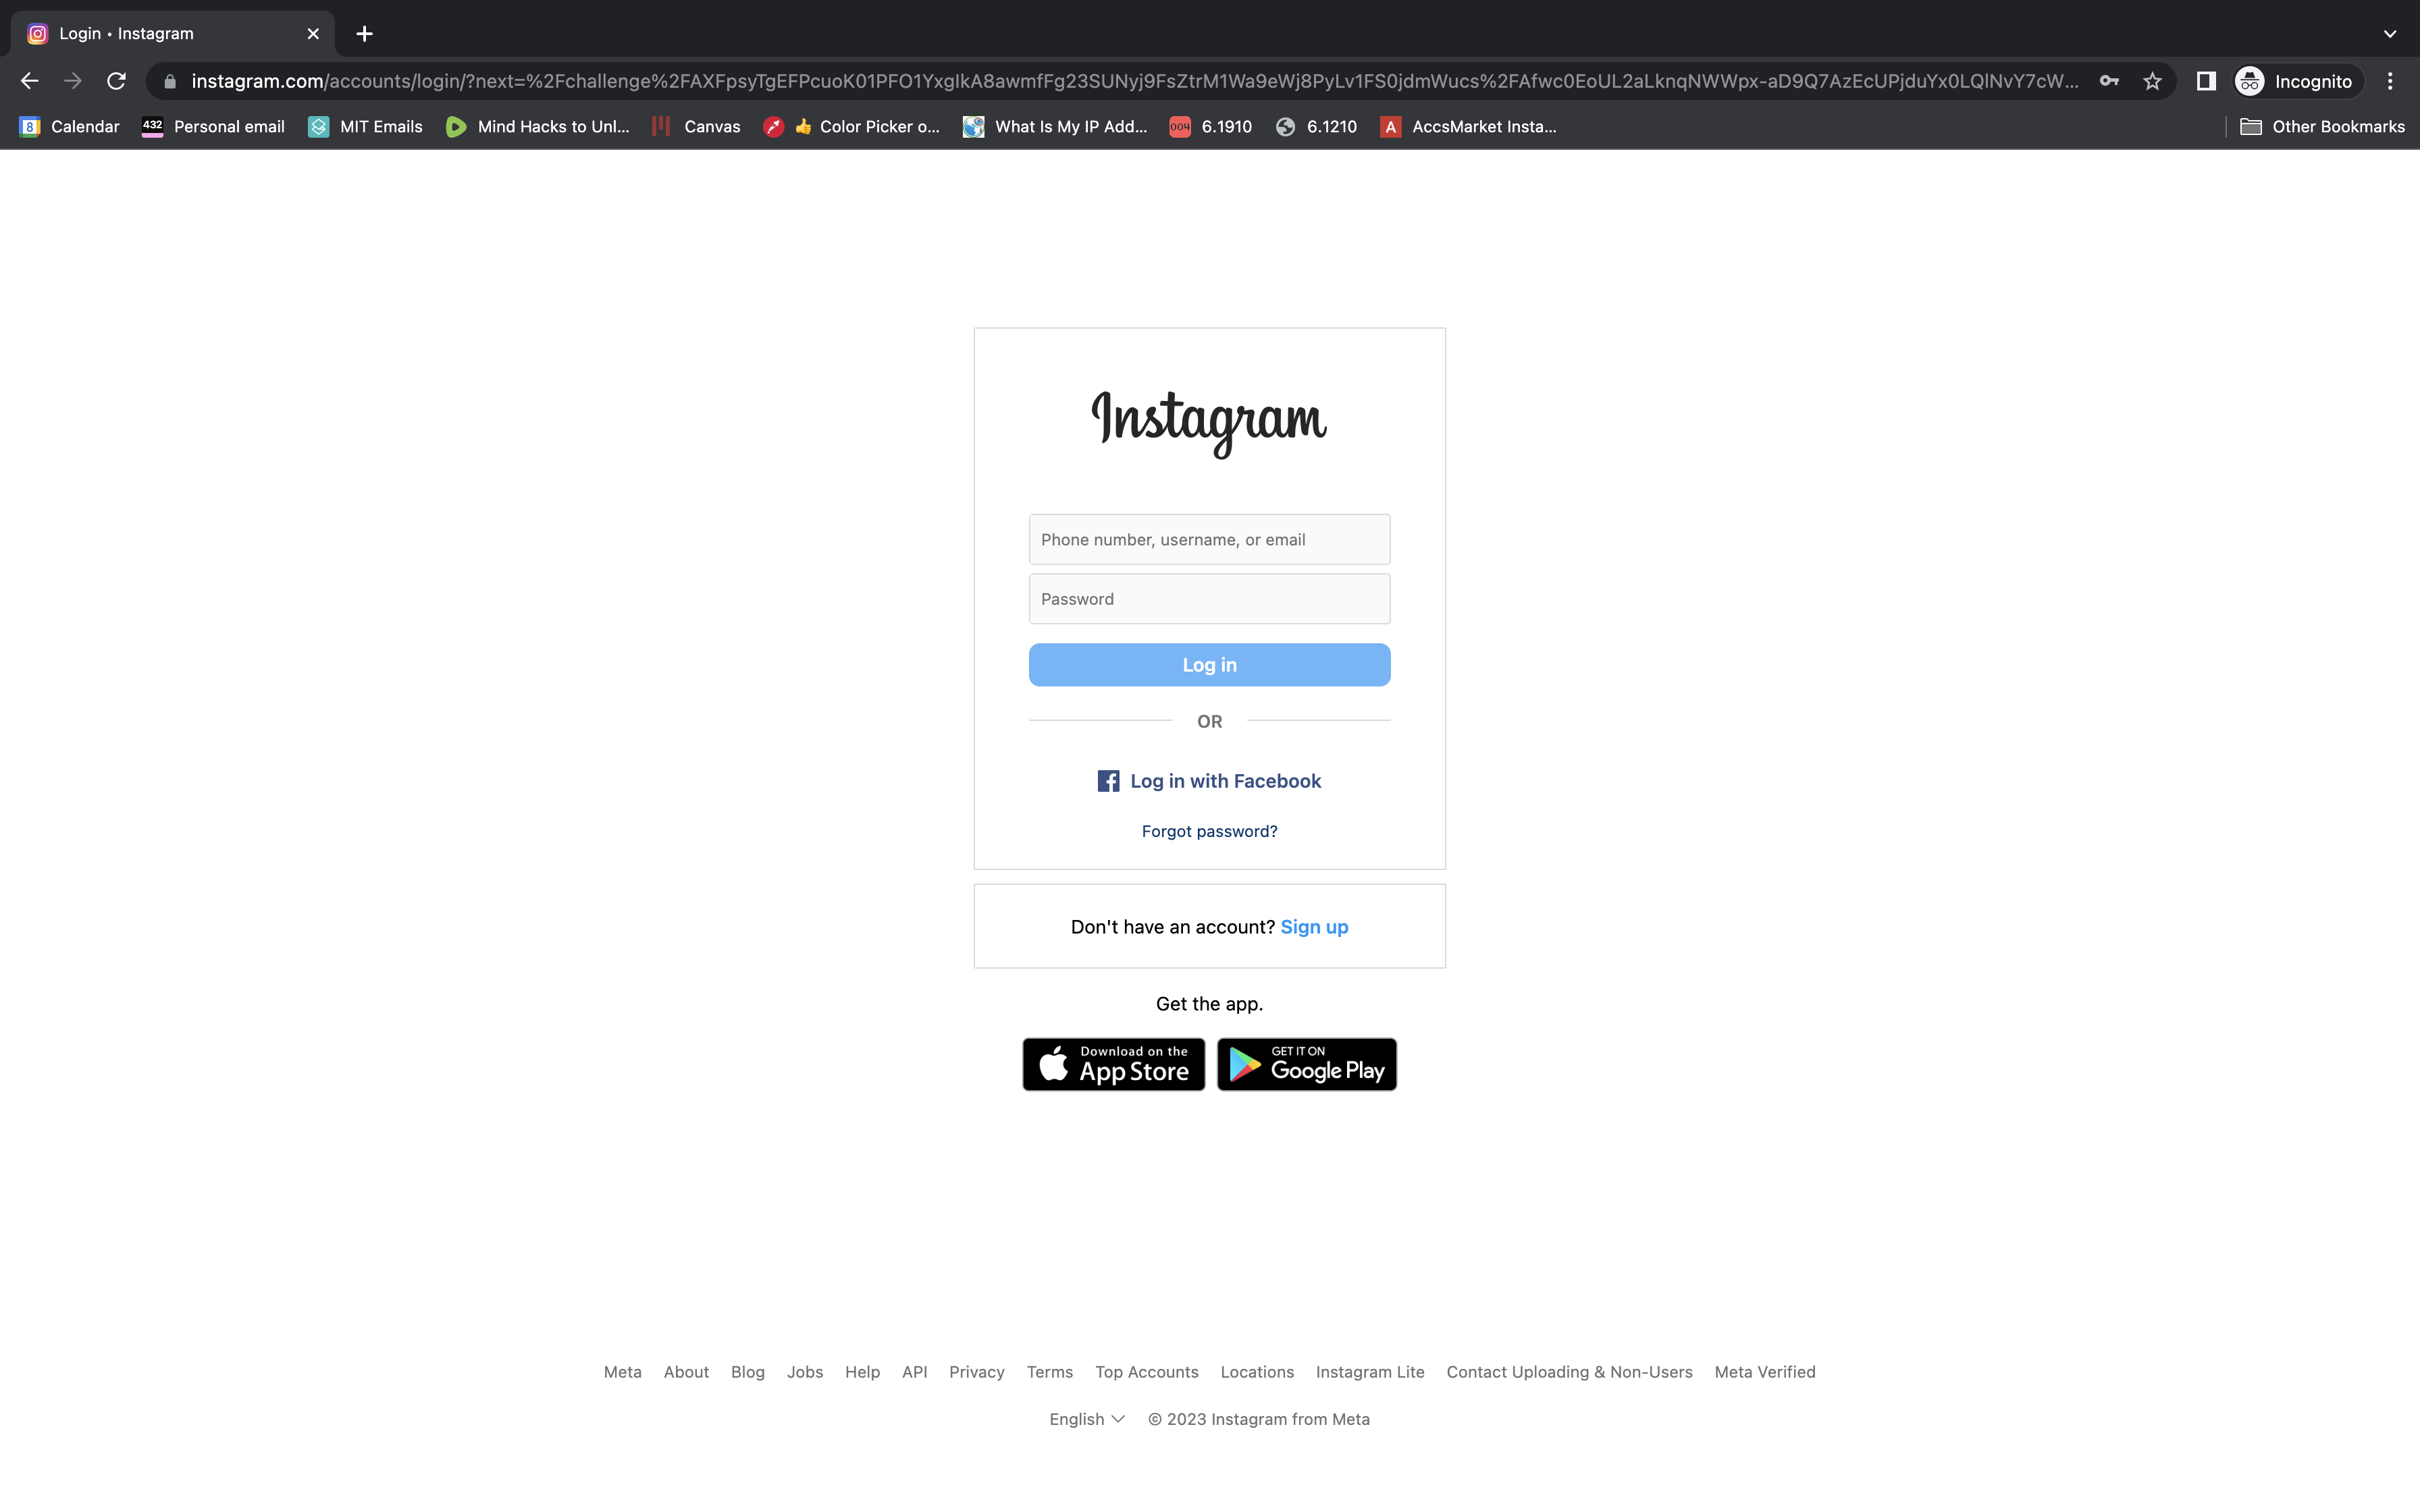 Login • Instagram
instagram.com/accounts/login/?next=%2Fchallenge%2FAXFpsyTgEFPcuoK01PFO1YxgIkA8awmfFg23SUNyj9FsZtrM1Wa9eWj8PyLv1FS0jdmWucs%2FAfwc0EoUL2aLknqNWWpx-aD9Q7AzEcUPjduYx0LQlNvY7cW... Incognito
8 Calendar 432 Personal email MIT Emails Mind Hacks to Unl... Canvas 👍 Color Picker o... What Is My IP Add... 004 6.1910 6.1210 A AccsMarket Insta... Other Bookmarks
Instagram
Phone number, username, or email
Password
Log in
OR
Log in with Facebook
Forgot password?
Don't have an account? Sign up
Get the app.
Download on the
App Store
GET IT ON
Google Play
Meta About Blog Jobs Help API Privacy Terms Top Accounts Locations Instagram Lite Contact Uploading & Non-Users Meta Verified
English © 2023 Instagram from Meta